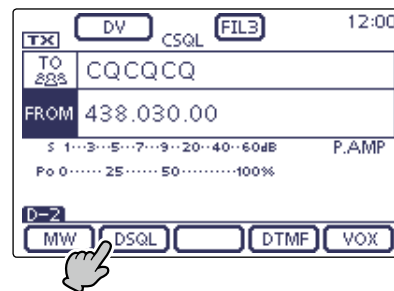 TX DV CSQL FIL3 12:00
TO CQCQCQ
FROM 438.030.00
S 1···3···5···7···9···20··40··60dB P.AMP
Po 0······ 25······ 50··········100%
D-2
MW DSQL DTMF VOX